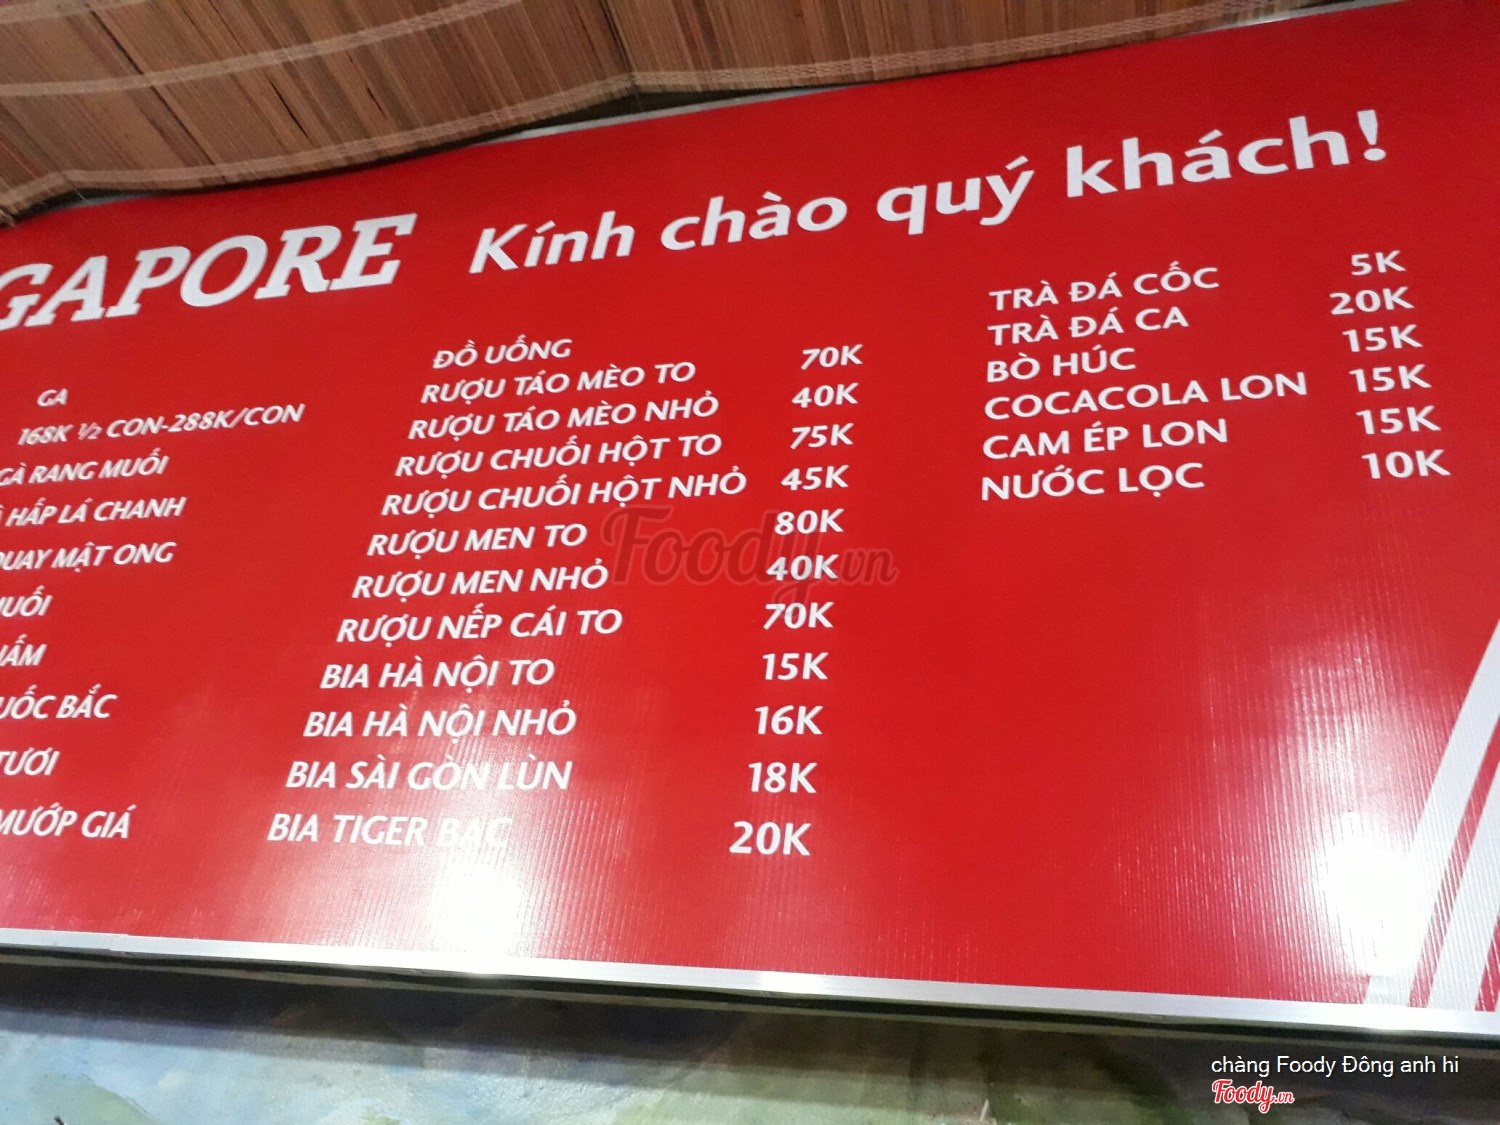 GAPORE Kính chào quý khách!
GA
168K ½ CON-288K/CON
GÀ RANG MUỐI
HẤP LÁ CHANH
QUAY MẬT ONG
UỐC BẮC
TƯƠI
MƯỚP GIÁ
ĐỒ UỐNG
RƯỢU TÁO MÈO TO 70K
RƯỢU TÁO MÈO NHỎ 40K
RƯỢU CHUỐI HỘT TO 75K
RƯỢU CHUỐI HỘT NHỎ 45K
RƯỢU MEN TO 80K
RƯỢU MEN NHỎ 40K
RƯỢU NẾP CÁI TO 70K
BIA HÀ NỘI TO 15K
BIA HÀ NỘI NHỎ 16K
BIA SÀI GÒN LÙN 18K
BIA TIGER BẠC 20K
TRÀ ĐÁ CỐC 5K
TRÀ ĐÁ CA 20K
BÒ HÚC 15K
COCACOLA LON 15K
CAM ÉP LON 15K
NƯỚC LỌC 10K
Foody.vn
chàng Foody Đông anh hi
Foody.vn